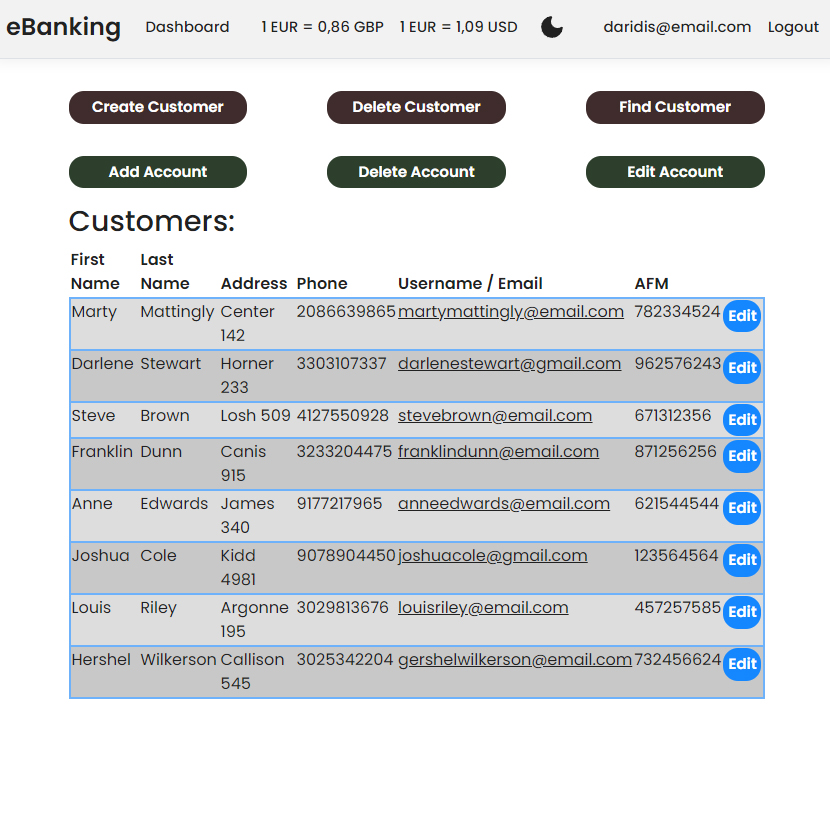 eBanking Dashboard 1 EUR = 0,86 GBP 1 EUR = 1,09 USD daridis@email.com Logout
Create Customer Delete Customer Find Customer
Add Account Delete Account Edit Account
Customers:
First Last
Name Name Address Phone Username / Email AFM
Marty Mattingly Center 2086639865 martymattingly@email.com 782334524 Edit
142
Darlene Stewart Horner 3303107337 darlenestewart@gmail.com 962576243 Edit
233
Steve Brown Losh 509 4127550928 stevebrown@email.com 671312356 Edit
Franklin Dunn Canis 3233204475 franklindunn@email.com 871256256 Edit
915
Anne Edwards James 9177217965 anneedwards@email.com 621544544 Edit
340
Joshua Cole Kidd 9078904450 joshuacole@gmail.com 123564564 Edit
4981
Louis Riley Argonne 3029813676 louisriley@email.com 457257585 Edit
195
Hershel Wilkerson Callison 3025342204 gershelwilkerson@email.com 732456624 Edit
545